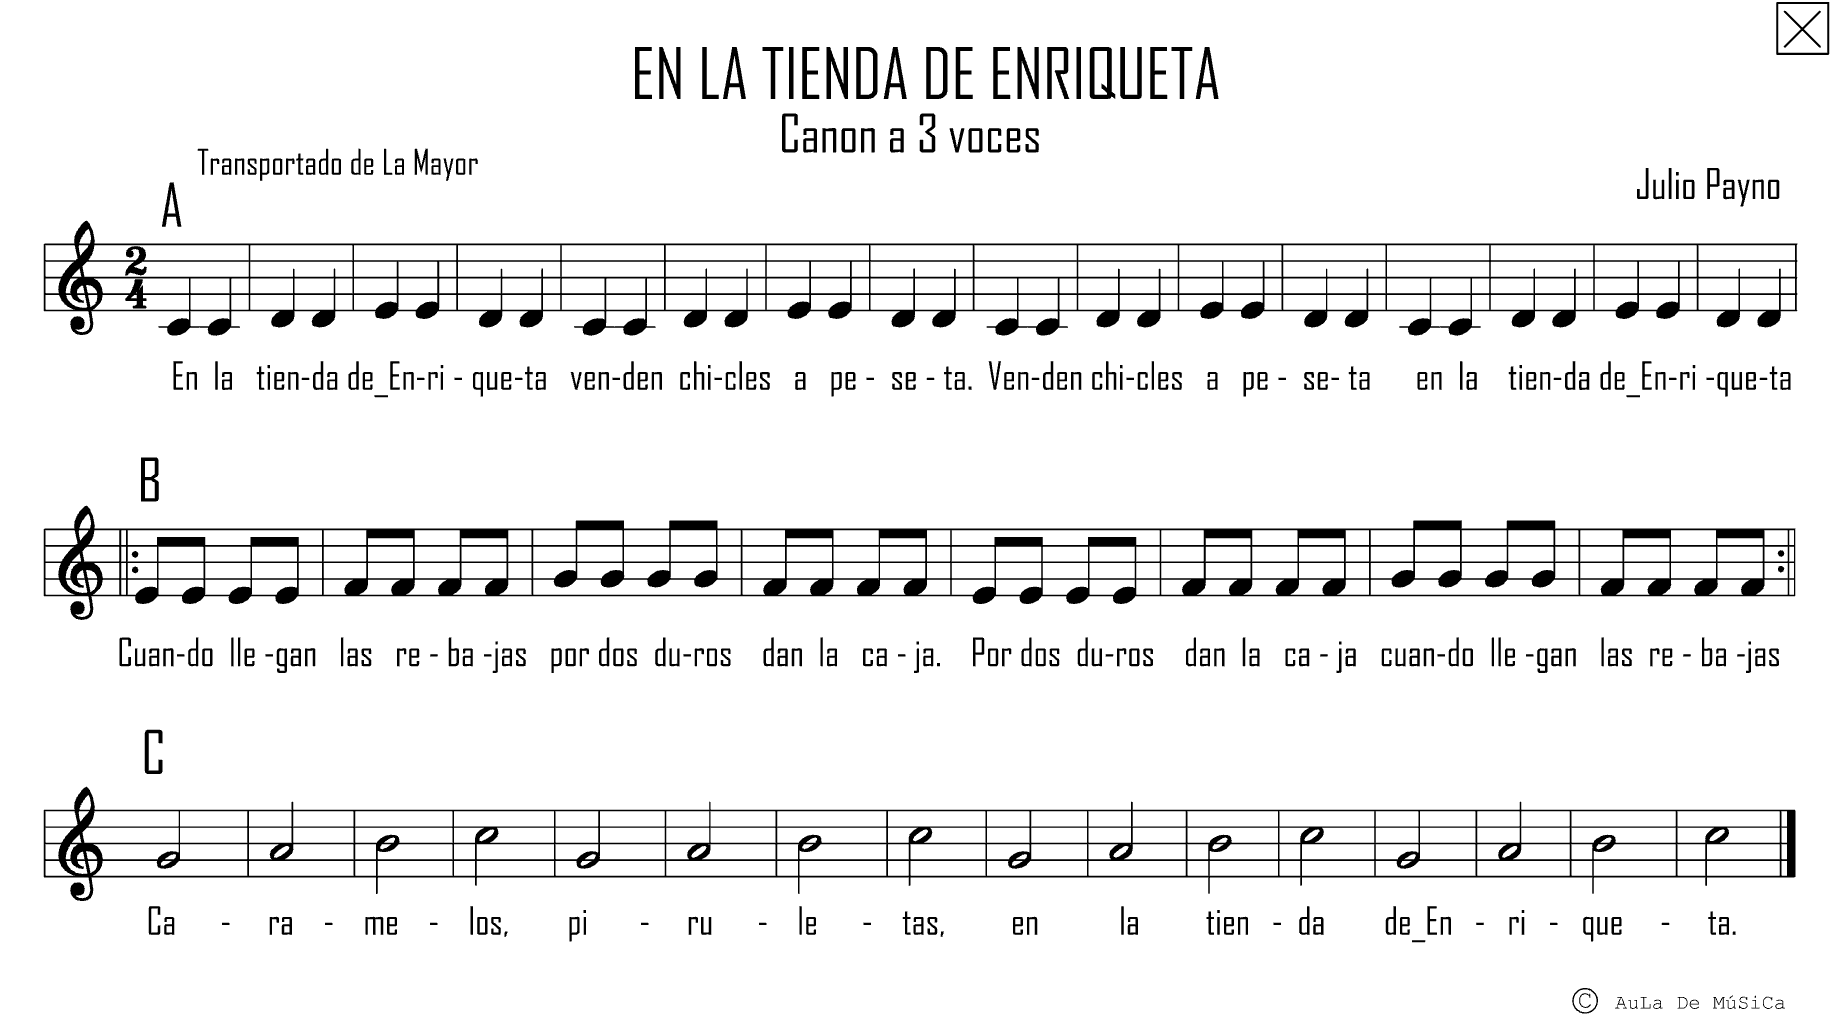 EN LA TIENDA DE ENRIQUETA
Canon a 3 voces
Transportado de La Mayor
Julio Payno
A
2
4
En la tien-da de_En-ri - que-ta ven-den chi-cles a pe - se - ta. Ven-den chi-cles a pe - se- ta en la tien-da de_En-ri -que-ta
B
Cuan-do lle -gan las re - ba -jas por dos du-ros dan la ca - ja. Por dos du-ros dan la ca - ja cuan-do lle -gan las re - ba -jas
C
Ca - ra - me - los, pi - ru - le - tas, en la tien - da de_En - ri - que - ta.
© AuLa De MúSiCa